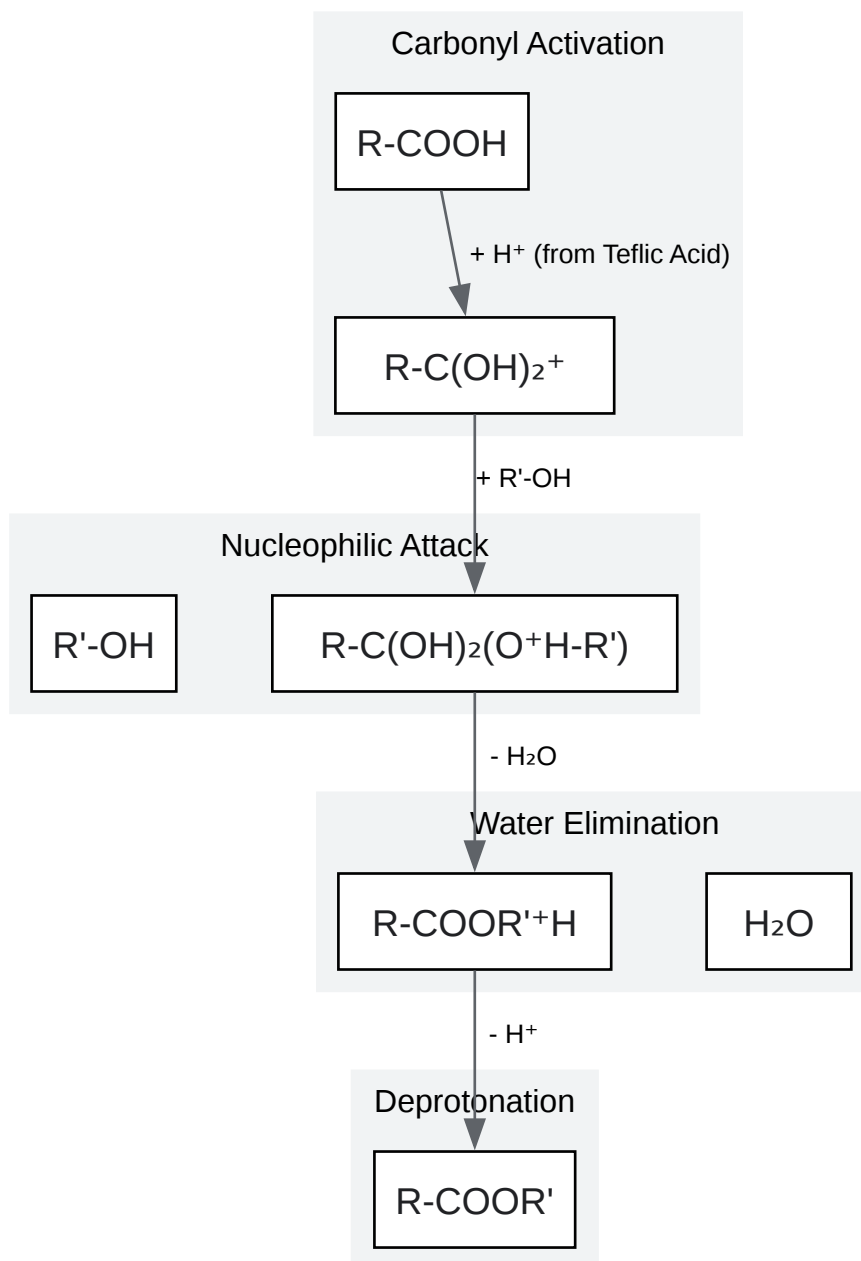 Carbonyl Activation
R-COOH
+ H⁺ (from Teflic Acid)
R-C(OH)₂⁺
+ R'-OH
Nucleophilic Attack
R'-OH
R-C(OH)₂(O⁺H-R')
- H₂O
Water Elimination
R-COOR'⁺H
H₂O
- H⁺
Deprotonation
R-COOR'